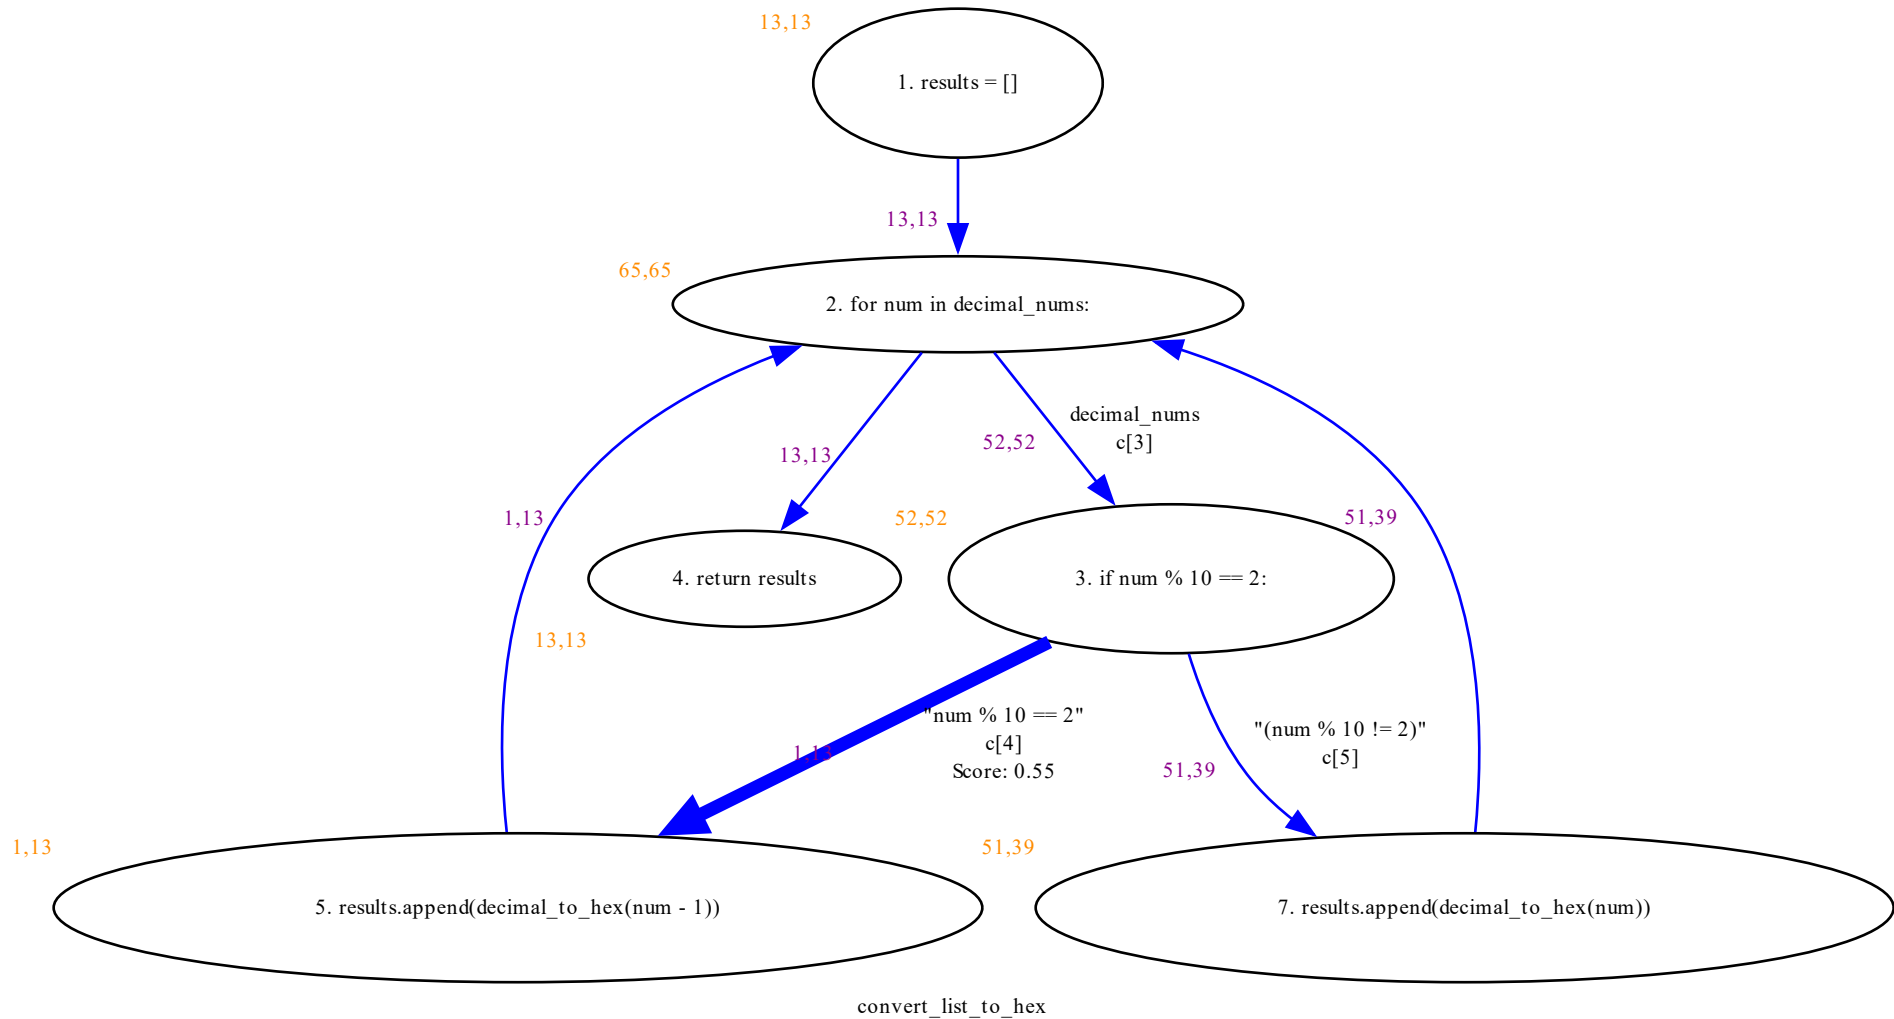 13,13
1. results = []
13,13
65,65
2. for num in decimal_nums:
decimal_nums
c[3]
52,52
13,13
1,13
52,52
51,39
4. return results
3. if num % 10 == 2:
13,13
"num % 10 == 2"
c[4]
Score: 0.55
1,13
"(num % 10 != 2)"
c[5]
51,39
1,13
51,39
5. results.append(decimal_to_hex(num - 1))
7. results.append(decimal_to_hex(num))
convert_list_to_hex